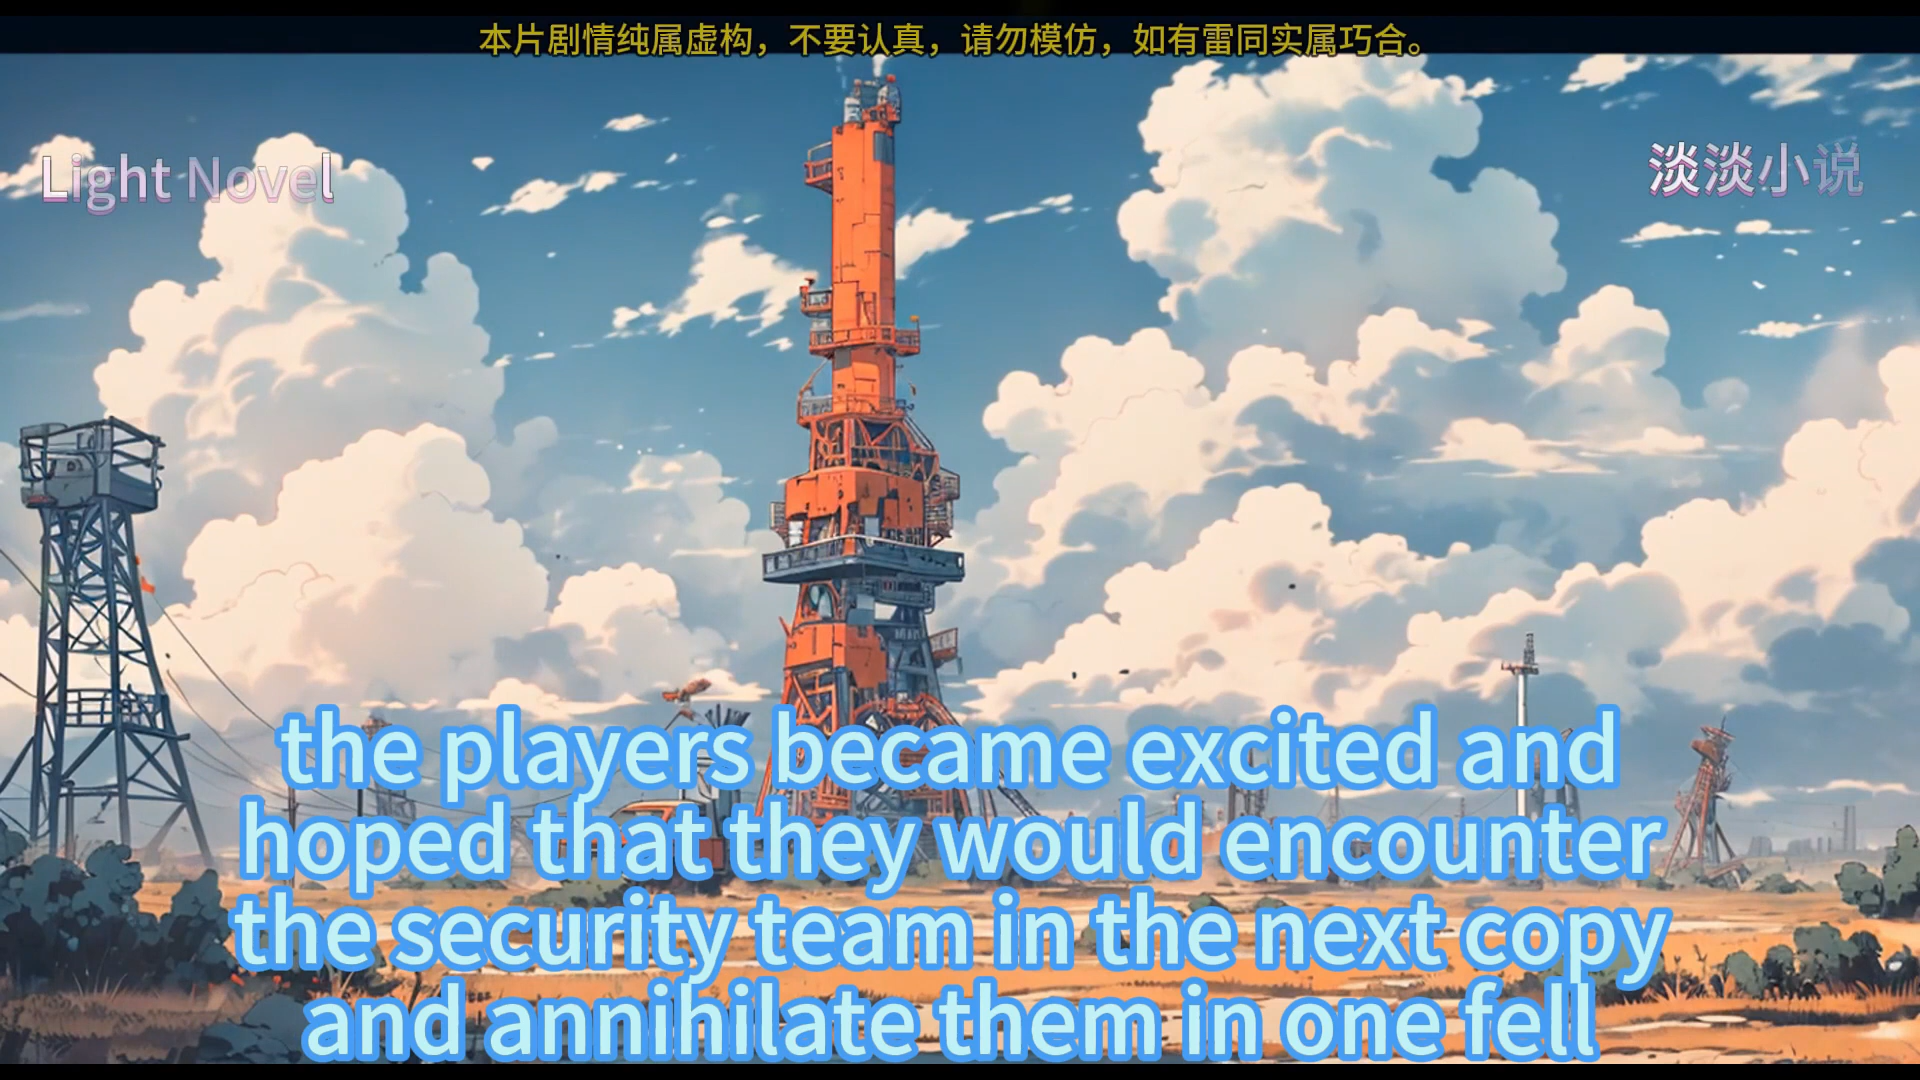 本片剧情纯属虚构，不要认真，请勿模仿，如有雷同实属巧合。
Light Novel
淡淡小说
the players became excited and
hoped that they would encounter
the security team in the next copy
and annihilate them in one fell